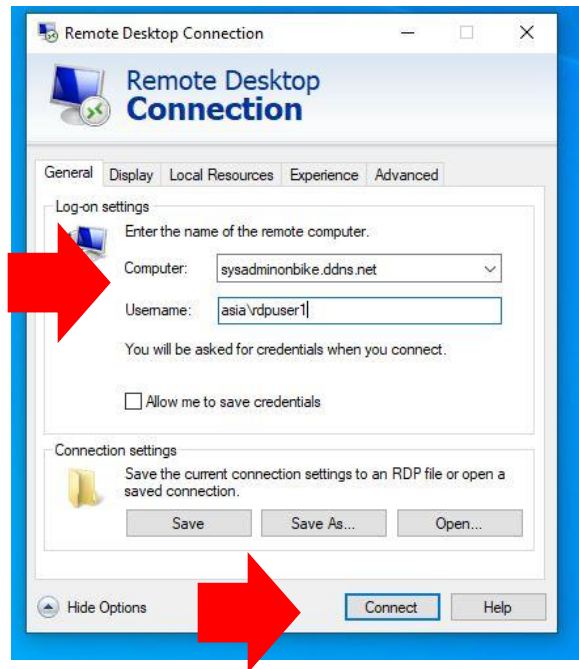 Remote Desktop Connection
Remote Desktop
Connection
General Display Local Resources Experience Advanced
Log-on settings
Enter the name of the remote computer.
Computer: sysadminonbike.ddns.net
Username: asia\rdpuser1
You will be asked for credentials when you connect.
Allow me to save credentials
Connection settings
Save the current connection settings to an RDP file or open a
saved connection.
Save Save As... Open...
Hide Options Connect Help